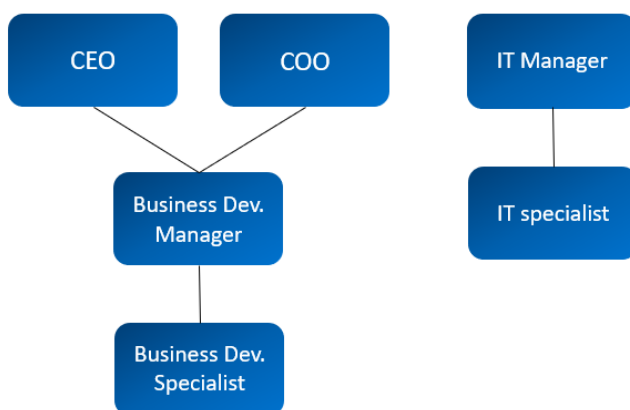 CEO
COO
IT Manager
Business Dev.
Manager
IT specialist
Business Dev.
Specialist